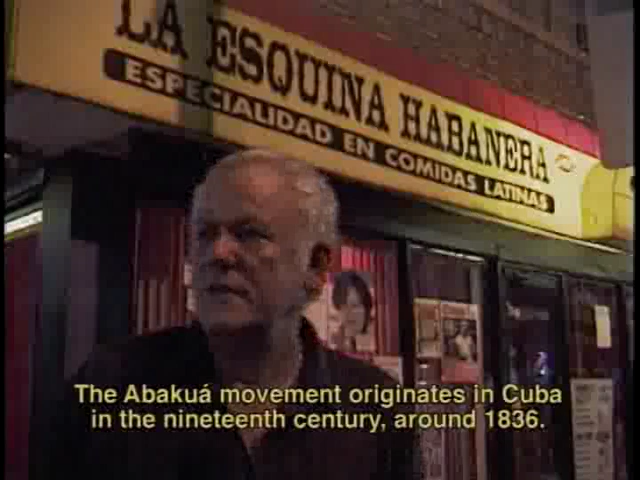 LA ESQUINA HABANERA
ESPECIALIDAD EN COMIDAS LATINAS
The Abakuá movement originates in Cuba
in the nineteenth century, around 1836.